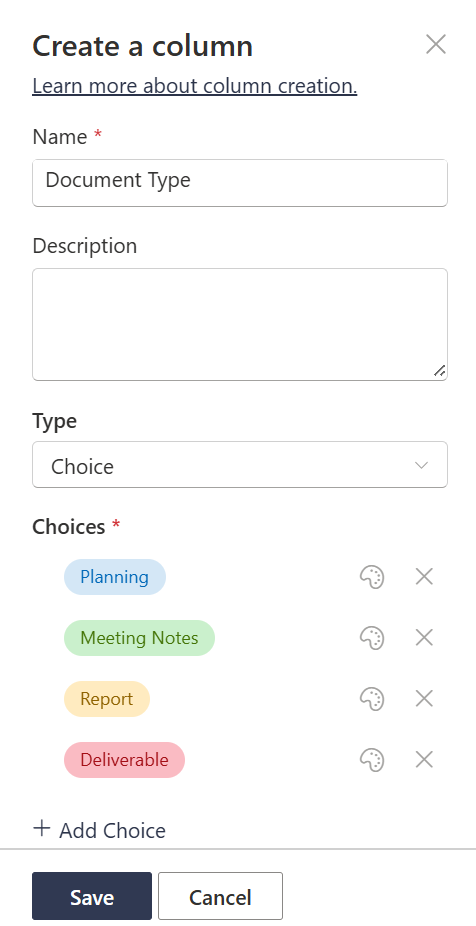 Create a column
Learn more about column creation.
Name *
Document Type
Description
Type
Choice
Choices *
Planning
Meeting Notes
Report
Deliverable
+ Add Choice
Save Cancel